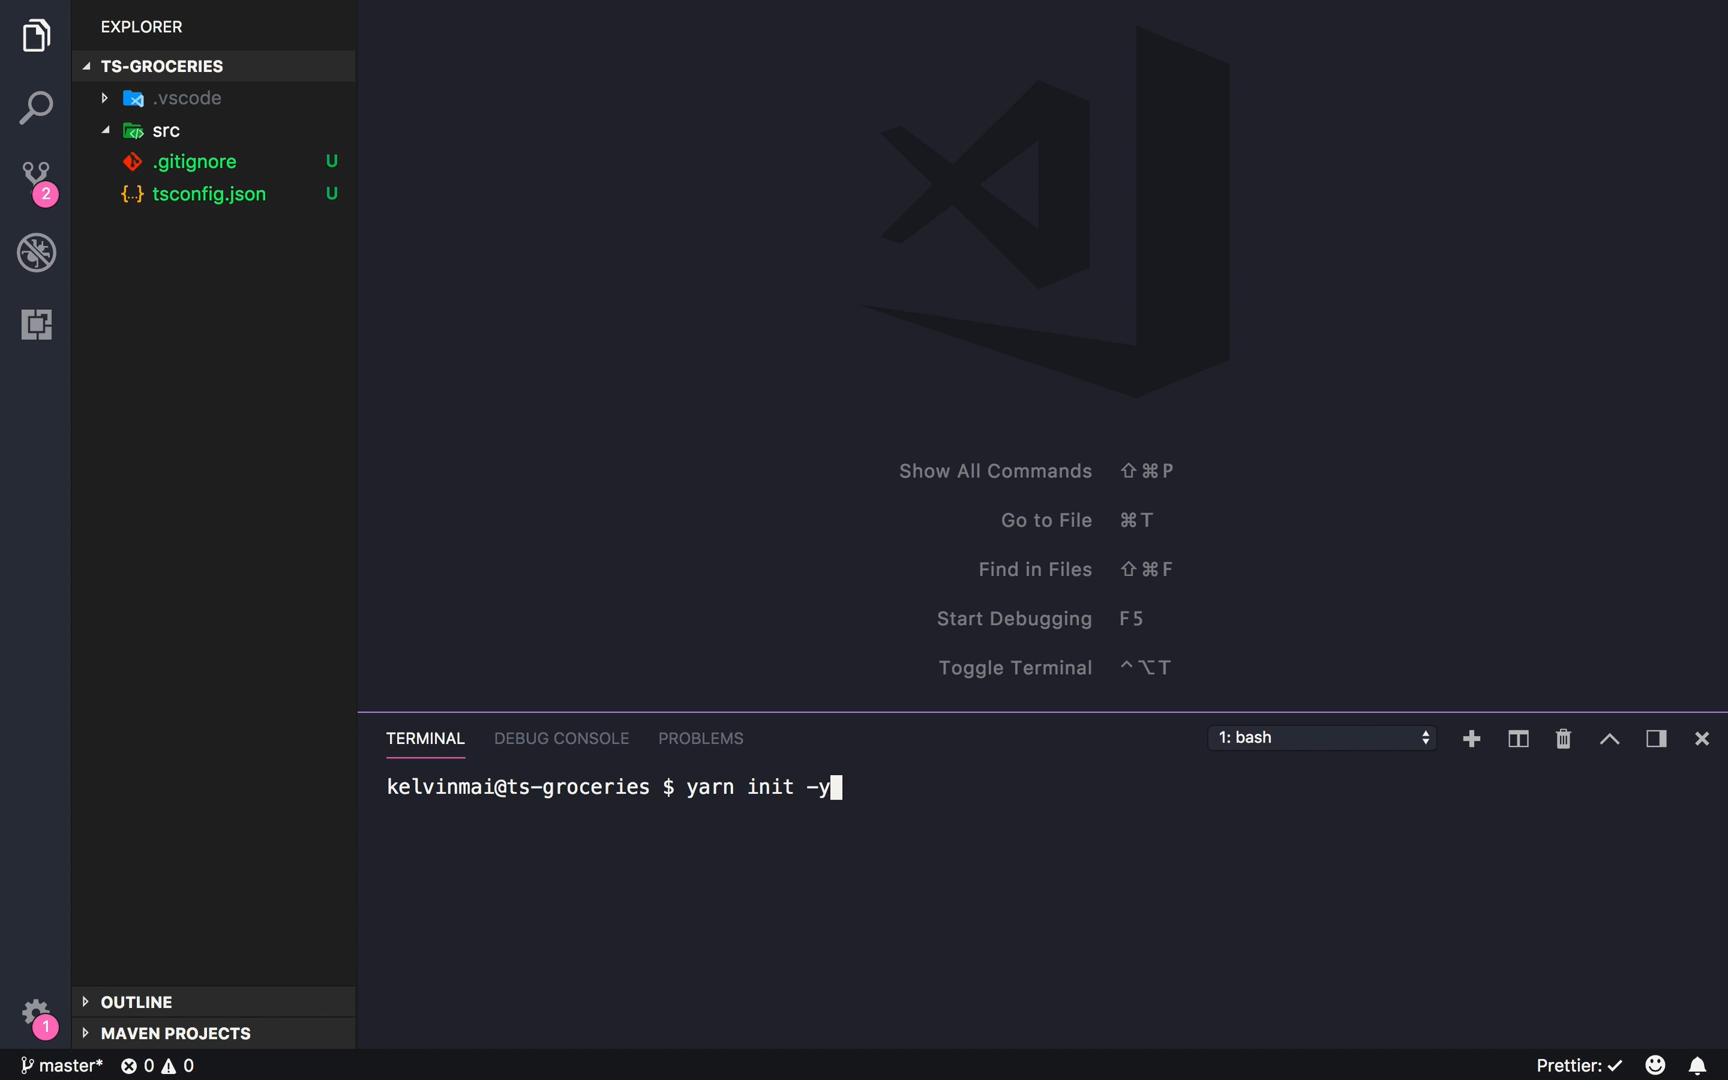 EXPLORER
TS-GROCERIES
.vscode
src
.gitignore U
{..} tsconfig.json U
2
Show All Commands ⇧⌘P
Go to File ⌘T
Find in Files ⇧⌘F
Start Debugging F5
Toggle Terminal ^⌥T
TERMINAL DEBUG CONSOLE PROBLEMS 1: bash
kelvinmai@ts-groceries $ yarn init -y
OUTLINE
1
MAVEN PROJECTS
master* 0 0 Prettier: ✓